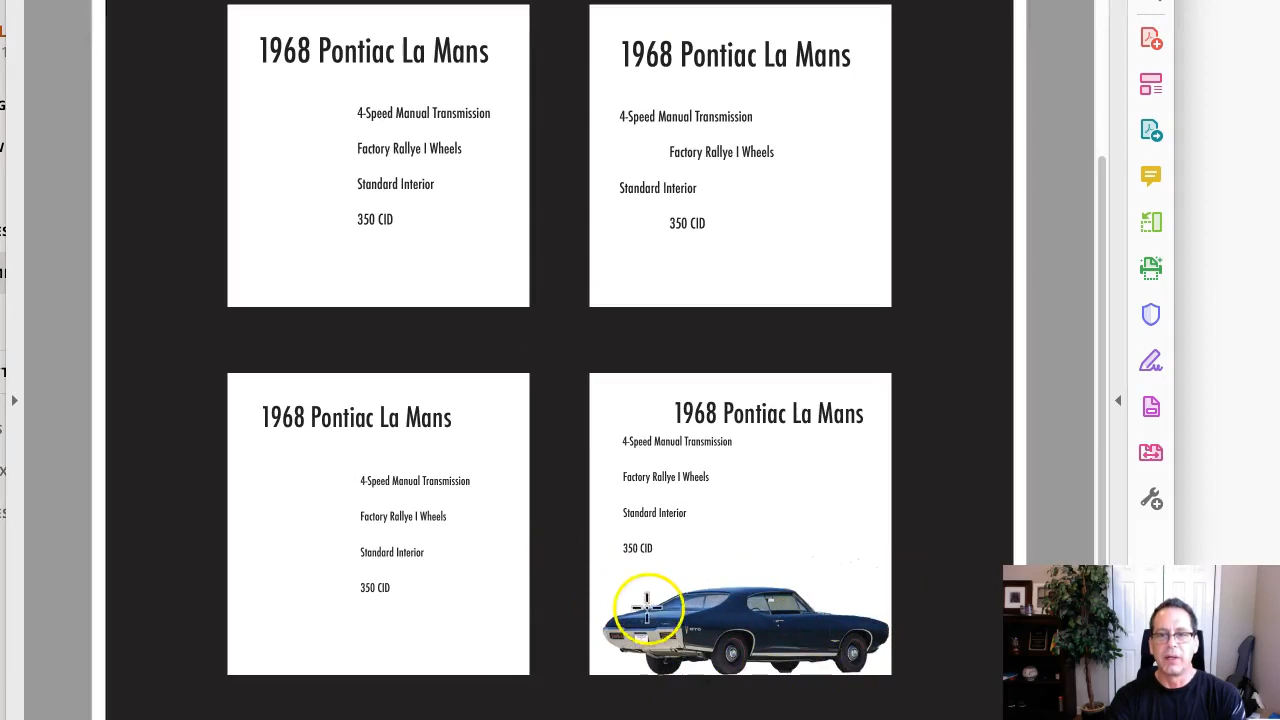 1968 Pontiac La Mans
4-Speed Manual Transmission
Factory Rallye I Wheels
Standard Interior
350 CID
1968 Pontiac La Mans
4-Speed Manual Transmission
Factory Rallye I Wheels
Standard Interior
350 CID
1968 Pontiac La Mans
4-Speed Manual Transmission
Factory Rallye I Wheels
Standard Interior
350 CID
1968 Pontiac La Mans
4-Speed Manual Transmission
Factory Rallye I Wheels
Standard Interior
350 CID
GTO